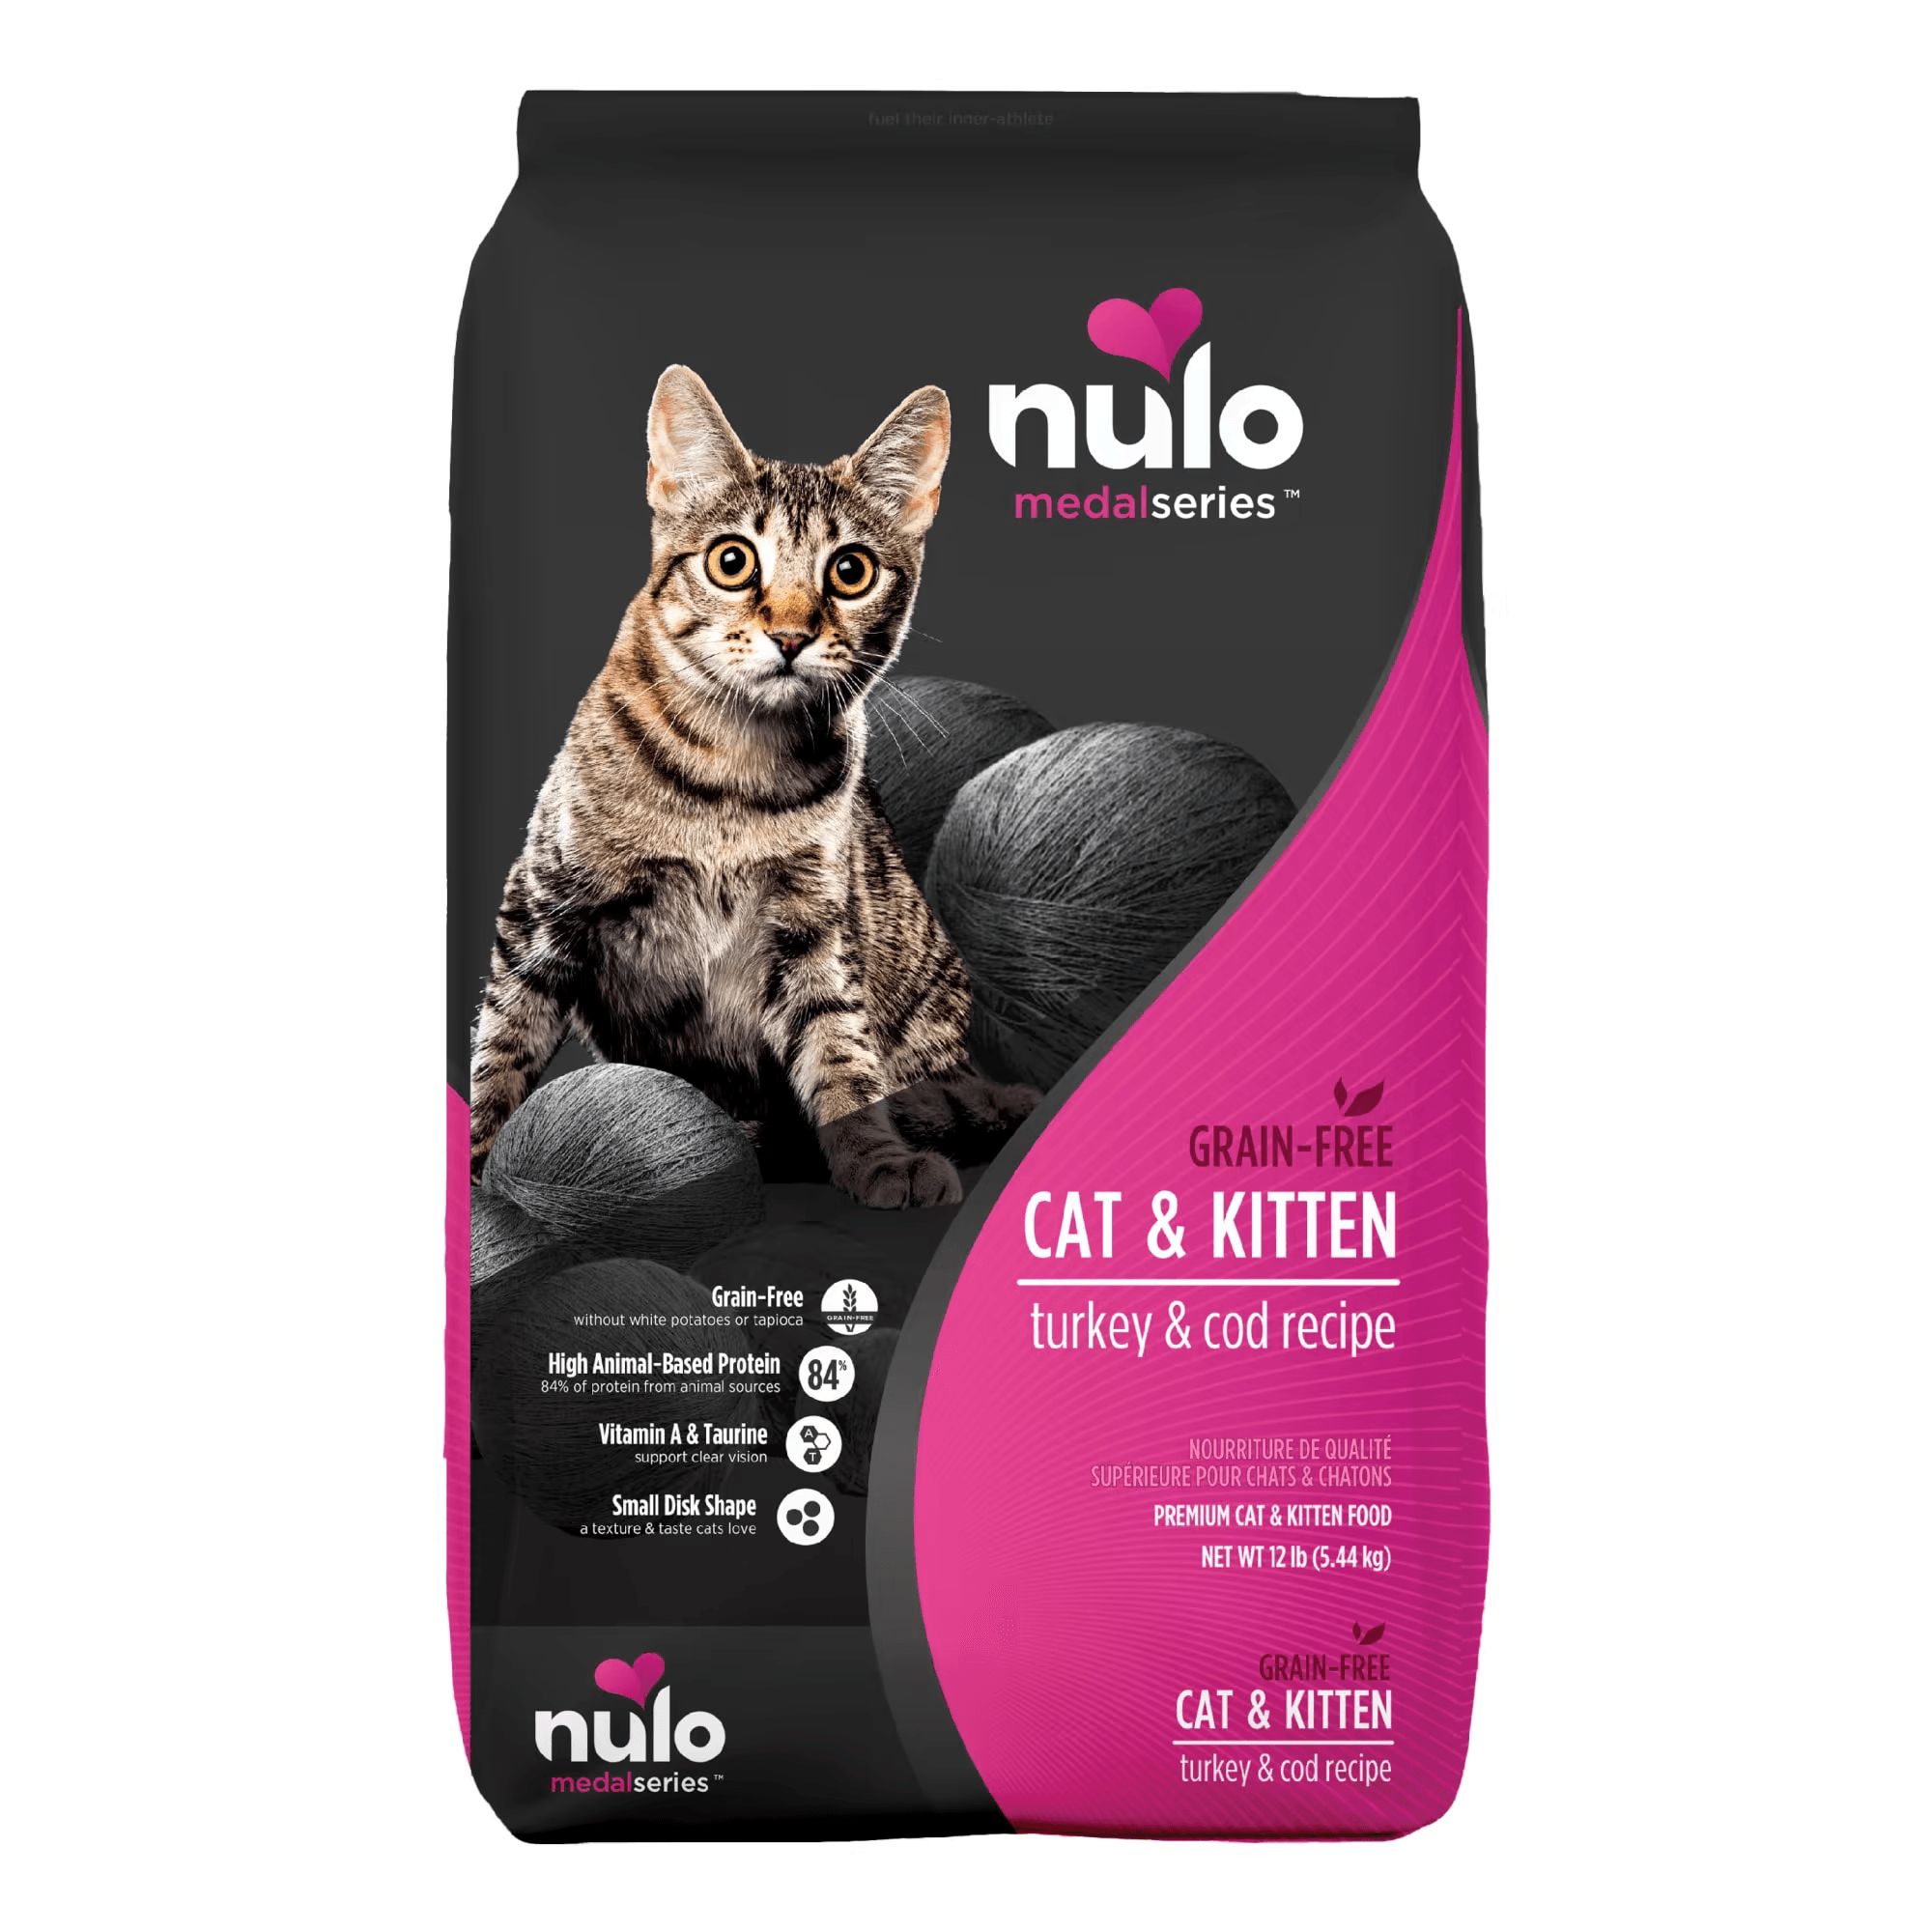 fuel their inner-athlete
nulo
medalseries™
GRAIN-FREE
CAT & KITTEN
turkey & cod recipe
Grain-Free
without white potatoes or tapioca
GRAIN-FREE
High Animal-Based Protein
84% of protein from animal sources
84%
Vitamin A & Taurine
support clear vision
A
T
Small Disk Shape
a texture & taste cats love
NOURRITURE DE QUALITÉ
SUPÉRIEURE POUR CHATS & CHATONS
PREMIUM CAT & KITTEN FOOD
NET WT 12 lb (5.44 kg)
nulo
medalseries™
GRAIN-FREE
CAT & KITTEN
turkey & cod recipe